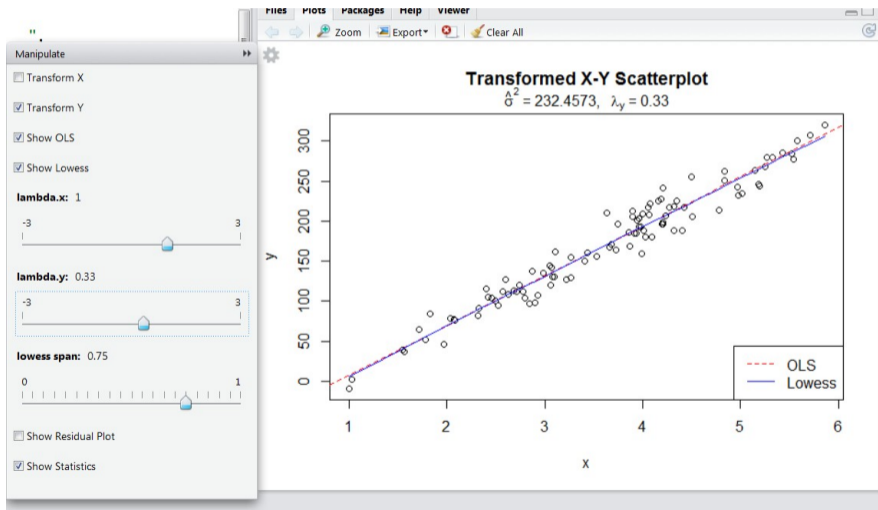 Files Plots Packages Help Viewer
Zoom Export Clear All
".
Manipulate
Transform X
Transform Y
Show OLS
Show Lowess
lambda.x: 1
-3 3
lambda.y: 0.33
-3 3
lowess span: 0.75
0 1
Show Residual Plot
Show Statistics
Transformed X-Y Scatterplot
σ̂² = 232.4573, λy = 0.33
300
250
200
150
100
50
0
y
1 2 3 4 5 6
x
OLS
Lowess